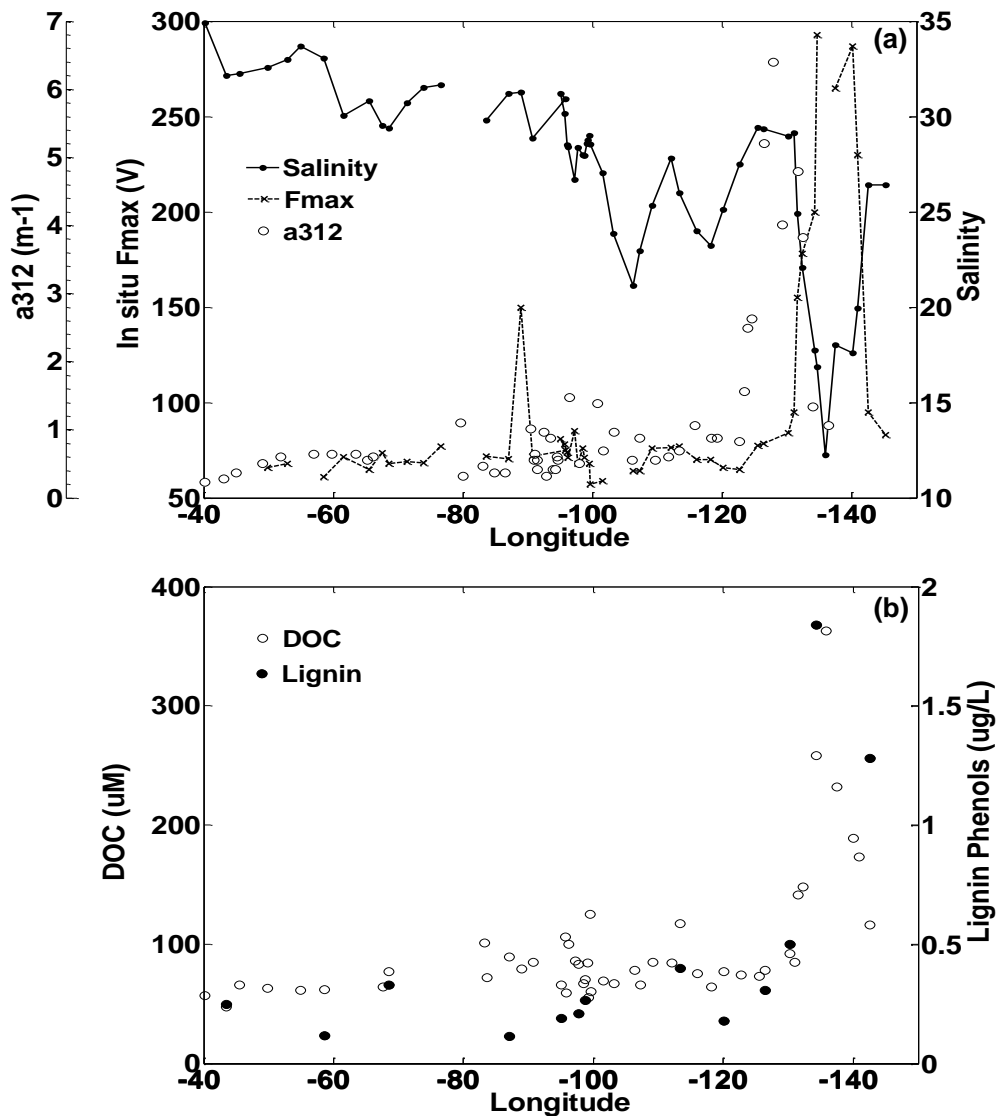 (a)
7
6
5
4
3
2
1
0
a312 (m-1)
300
250
200
150
100
50
In situ Fmax (V)
35
30
25
20
15
10
Salinity
Salinity
Fmax
a312
-40 -60 -80 -100 -120 -140
Longitude
(b)
400
300
200
100
0
DOC (uM)
2
1.5
1
0.5
0
Lignin Phenols (ug/L)
DOC
Lignin
-40 -60 -80 -100 -120 -140
Longitude